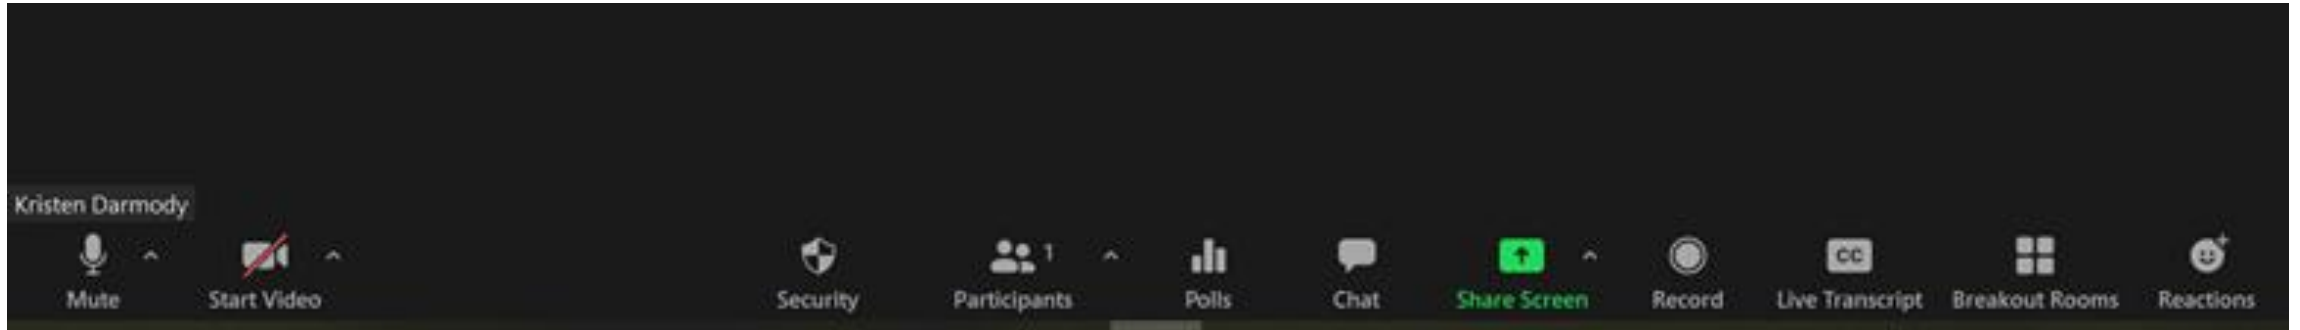 Kristen Darmody
1
CC
Mute
Start Video
Security
Participants
Polls
Chat
Share Screen
Record
Live Transcript
Breakout Rooms
Reactions